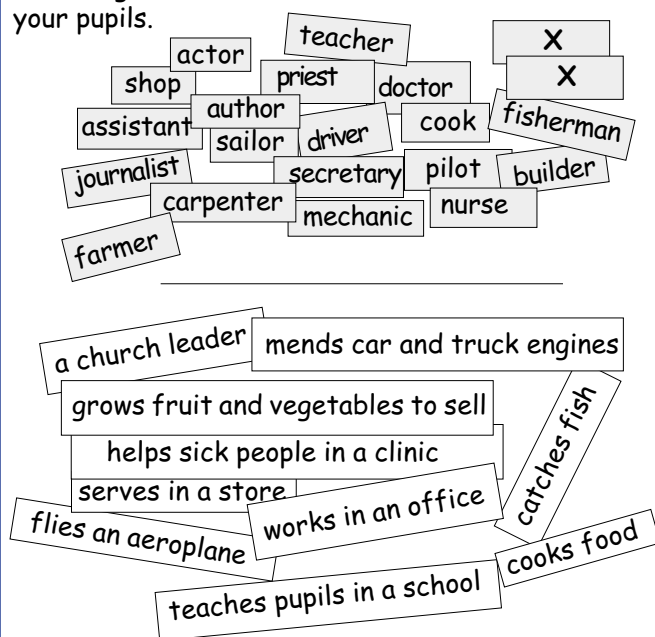 your pupils.
teacher
X
actor
X
shop
priest
doctor
author
fisherman
assistant
cook
sailor
driver
journalist
secretary
pilot
builder
carpenter
nurse
mechanic
farmer
a church leader
mends car and truck engines
grows fruit and vegetables to sell
catches fish
helps sick people in a clinic
serves in a store
works in an office
flies an aeroplane
cooks food
teaches pupils in a school